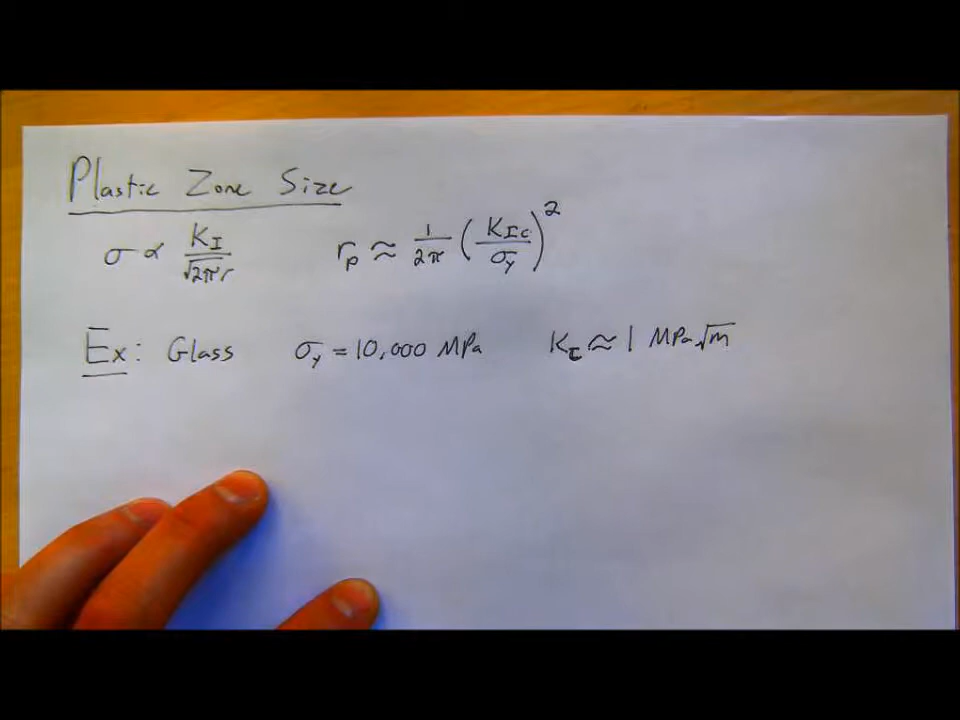 Plastic Zone Size
σ ∝ K_I / √(2πr)    r_p ≈ 1/(2π) (K_Ic / σ_y)²
Ex: Glass    σ_y = 10,000 MPa    K_I ≈ 1 MPa√m